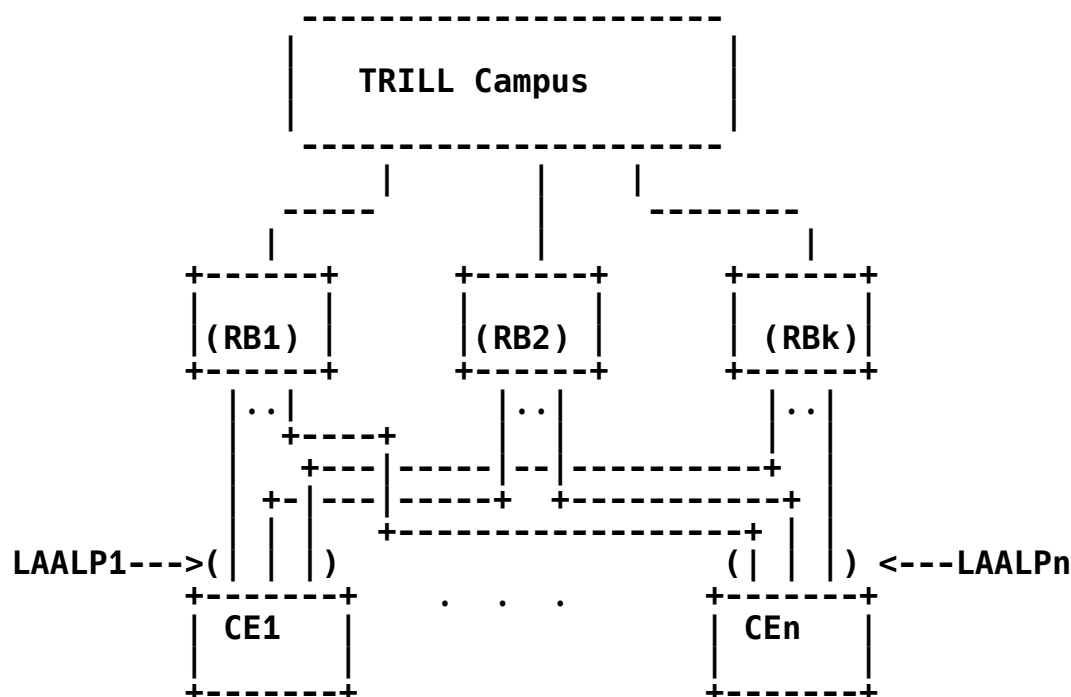 TRILL Campus
(RB1) (RB2) (RBk)
.. .. ..
LAALP1--->( ) ( ) <---LAALPn
CE1 . . . CEn